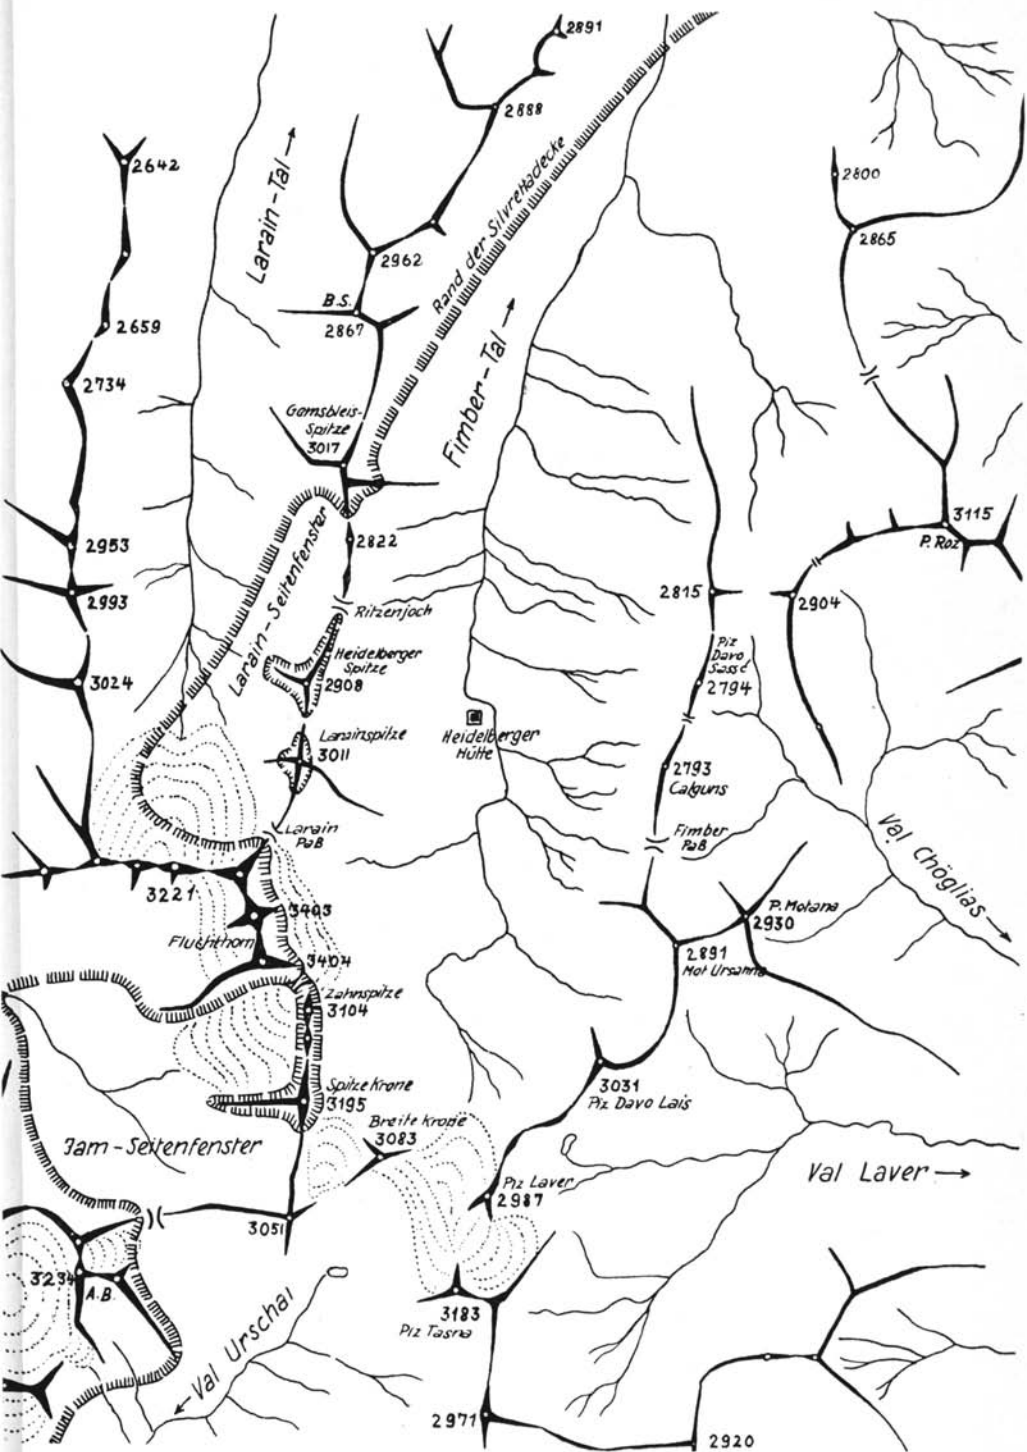 2891
2888
2642
Larain-Tal
Rand der Silvrettadecke
2800
2865
2962
B.S.
2867
2659
2734
Fimber-Tal
Gamsbleis-
Spitze
3017
2953
2822
3115
P. Roz
2993
Larain-Seitenfenster
Ritzenjoch
2815
2904
Heidelberger
Spitze
2908
Piz
Davo
Sassé
2794
3024
Larainspitze
3011
Heidelberger
Hütte
2793
Calguns
Larain
Paß
Fimber
Paß
Val Chöglias
3221
3403
P. Motana
2930
Fluchthorn
3404
2891
Mot Ursanna
Zahnspitze
3104
3031
Piz Davo Lais
Spitze Krone
3195
Breite Krone
3083
Jam-Seitenfenster
Val Laver
Piz Laver
2987
3051
3234
A.B.
Val Urschai
3183
Piz Tasna
2971
2920